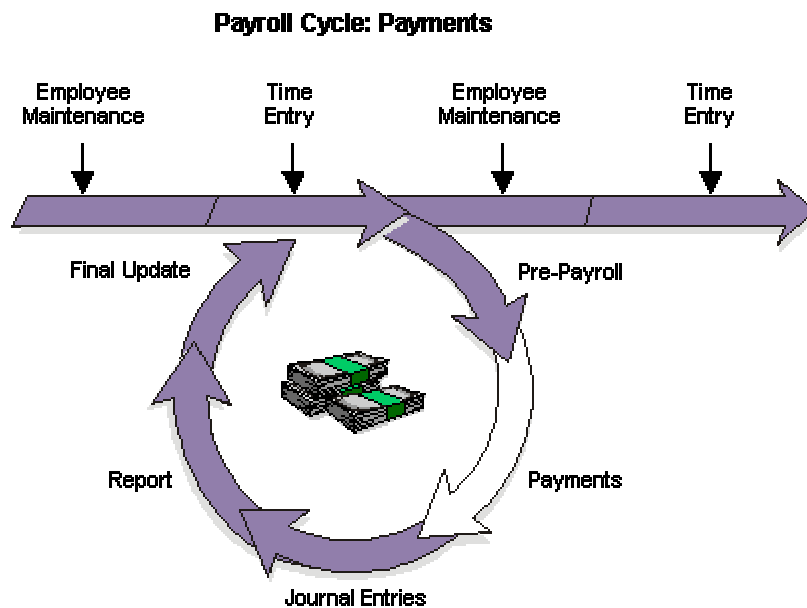 Payroll Cycle: Payments
Employee
Maintenance
Time
Entry
Employee
Maintenance
Time
Entry
Final Update
Pre-Payroll
Report
Payments
Journal Entries